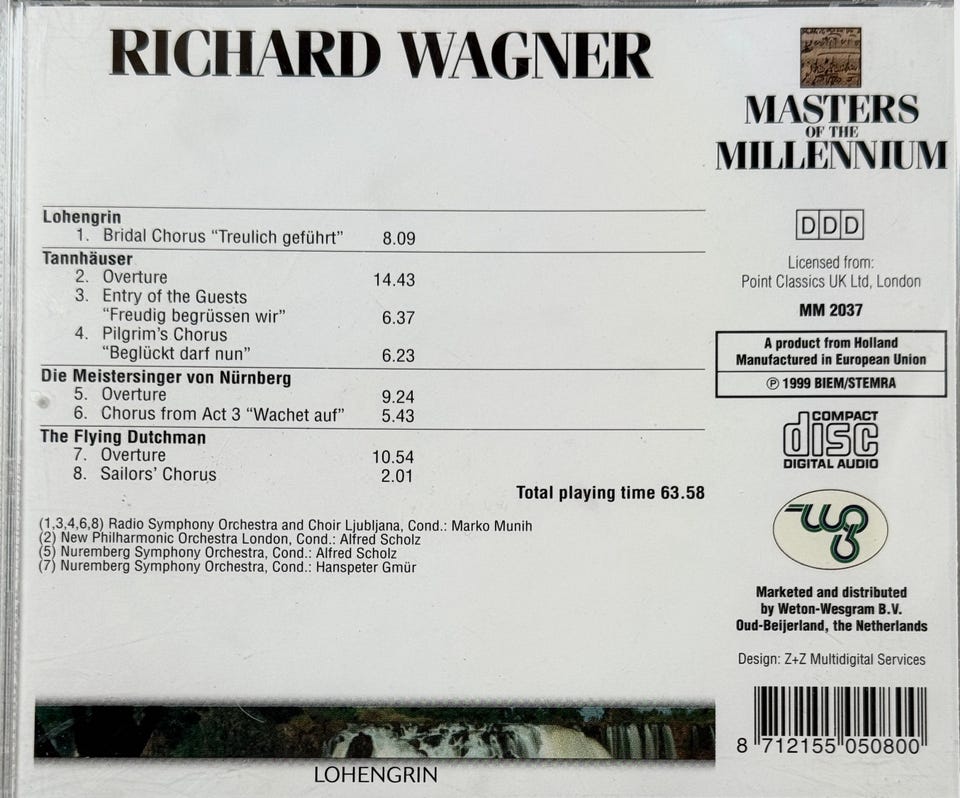 RICHARD WAGNER
Lohengrin
1. Bridal Chorus “Treulich geführt” 8.09
Tannhäuser
2. Overture 14.43
3. Entry of the Guests
“Freudig begrüssen wir” 6.37
4. Pilgrim's Chorus
“Beglückt darf nun” 6.23
Die Meistersinger von Nürnberg
5. Overture 9.24
6. Chorus from Act 3 “Wachet auf” 5.43
The Flying Dutchman
7. Overture 10.54
8. Sailors' Chorus 2.01
Total playing time 63.58
(1,3,4,6,8) Radio Symphony Orchestra and Choir Ljubljana, Cond.: Marko Munih
(2) New Philharmonic Orchestra London, Cond.: Alfred Scholz
(5) Nuremberg Symphony Orchestra, Cond.: Alfred Scholz
(7) Nuremberg Symphony Orchestra, Cond.: Hanspeter Gmür
LOHENGRIN
MASTERS
OF THE
MILLENNIUM
DDD
Licensed from:
Point Classics UK Ltd, London
MM 2037
A product from Holland
Manufactured in European Union
℗ 1999 BIEM/STEMRA
COMPACT
disc
DIGITAL AUDIO
wg
Marketed and distributed
by Weton-Wesgram B.V.
Oud-Beijerland, the Netherlands
Design: Z+Z Multidigital Services
8 712155 050800